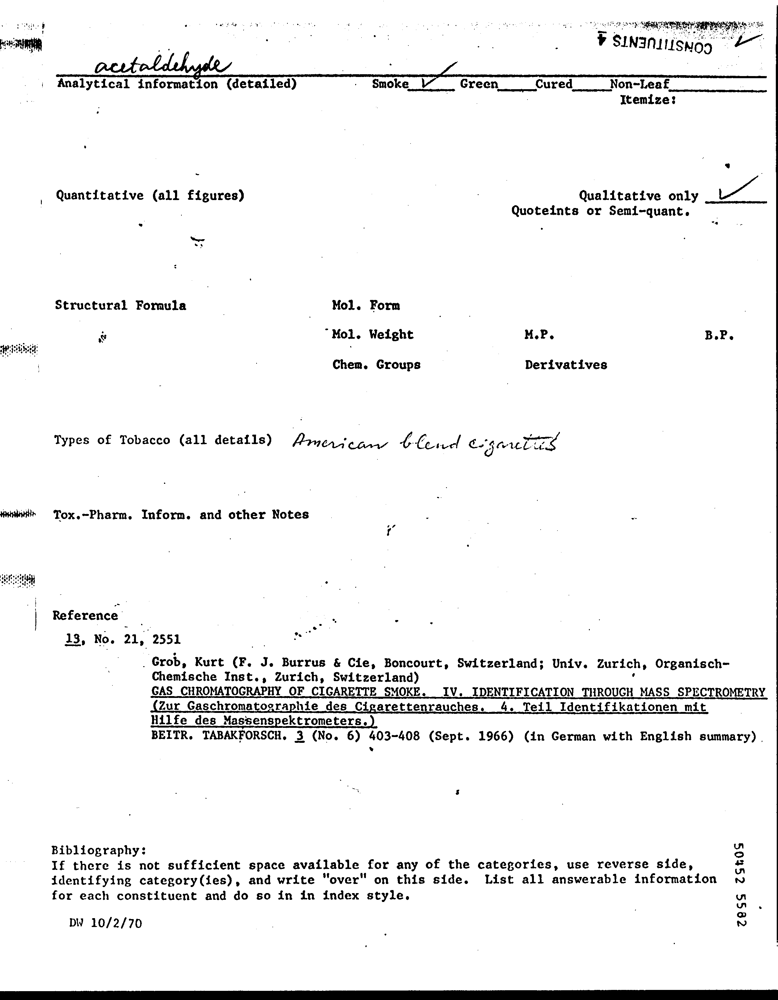 CONSTITUENTS 4
acetaldehyde
Analytical information (detailed) Smoke ✓ Green Cured Non-Leaf
Itemize:
Quantitative (all figures) Qualitative only ✓
Quoteints or Semi-quant.
Structural Formula Mol. Form
Mol. Weight M.P. B.P.
Chem. Groups Derivatives
Types of Tobacco (all details) American blend cigarettes
Tox.-Pharm. Inform. and other Notes
Reference
13, No. 21, 2551
Grob, Kurt (F. J. Burrus & Cie, Boncourt, Switzerland; Univ. Zurich, Organisch-
Chemische Inst., Zurich, Switzerland)
GAS CHROMATOGRAPHY OF CIGARETTE SMOKE. IV. IDENTIFICATION THROUGH MASS SPECTROMETRY
(Zur Gaschromatographie des Cigarettenrauches. 4. Teil Identifikationen mit
Hilfe des Massenspektrometers.)
BEITR. TABAKFORSCH. 3 (No. 6) 403-408 (Sept. 1966) (in German with English summary)
Bibliography:
If there is not sufficient space available for any of the categories, use reverse side,
identifying category(ies), and write "over" on this side. List all answerable information
for each constituent and do so in in index style.
DW 10/2/70
50452 5582